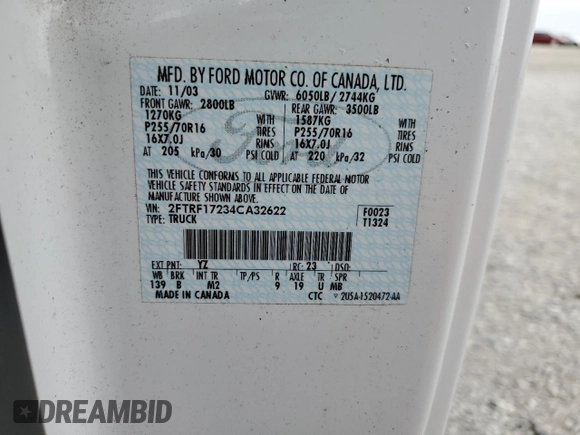 MFD. BY FORD MOTOR CO. OF CANADA, LTD.
DATE: 11/03 GVWR: 6050LB / 2744KG
FRONT GAWR: 2800LB REAR GAWR: 3500LB
1270KG WITH 1587KG WITH
P255/70R16 TIRES P255/70R16 TIRES
16X7.0J RIMS 16X7.0J RIMS
AT 205 kPa/30 PSI COLD AT 220 kPa/32 PSI COLD
THIS VEHICLE CONFORMS TO ALL APPLICABLE FEDERAL MOTOR
VEHICLE SAFETY STANDARDS IN EFFECT ON THE DATE OF
MANUFACTURE SHOWN ABOVE.
VIN: 2FTRF17234CA32622 F0023
TYPE: TRUCK T1324
EXT PNT: YZ RC: 23 DSO:
WB BRK INT TR TP/PS R AXLE TR SPR
139 B M2 9 19 U MB
MADE IN CANADA CTC 2U5A-1520472-AA
Ford
DREAMBID